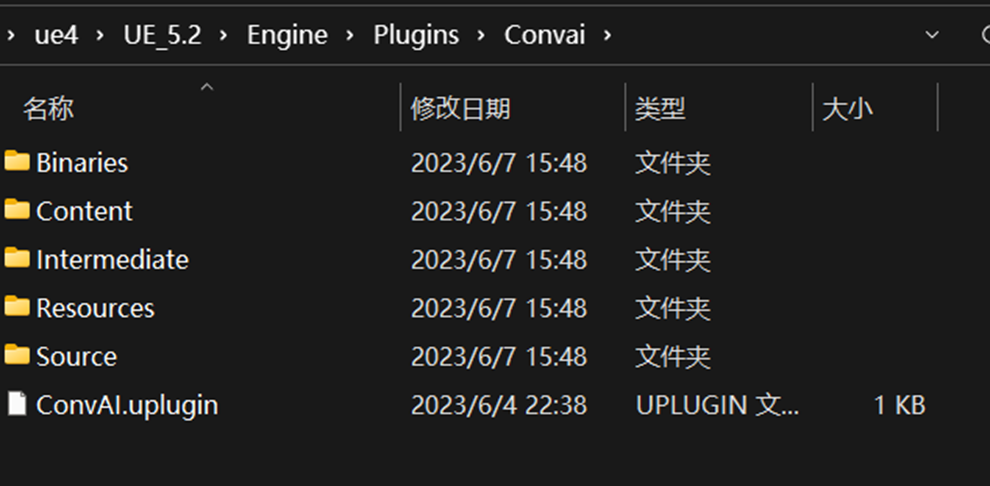 › ue4 › UE_5.2 › Engine › Plugins › Convai ›
名称 修改日期 类型 大小
Binaries 2023/6/7 15:48 文件夹
Content 2023/6/7 15:48 文件夹
Intermediate 2023/6/7 15:48 文件夹
Resources 2023/6/7 15:48 文件夹
Source 2023/6/7 15:48 文件夹
ConvAI.uplugin 2023/6/4 22:38 UPLUGIN 文... 1 KB